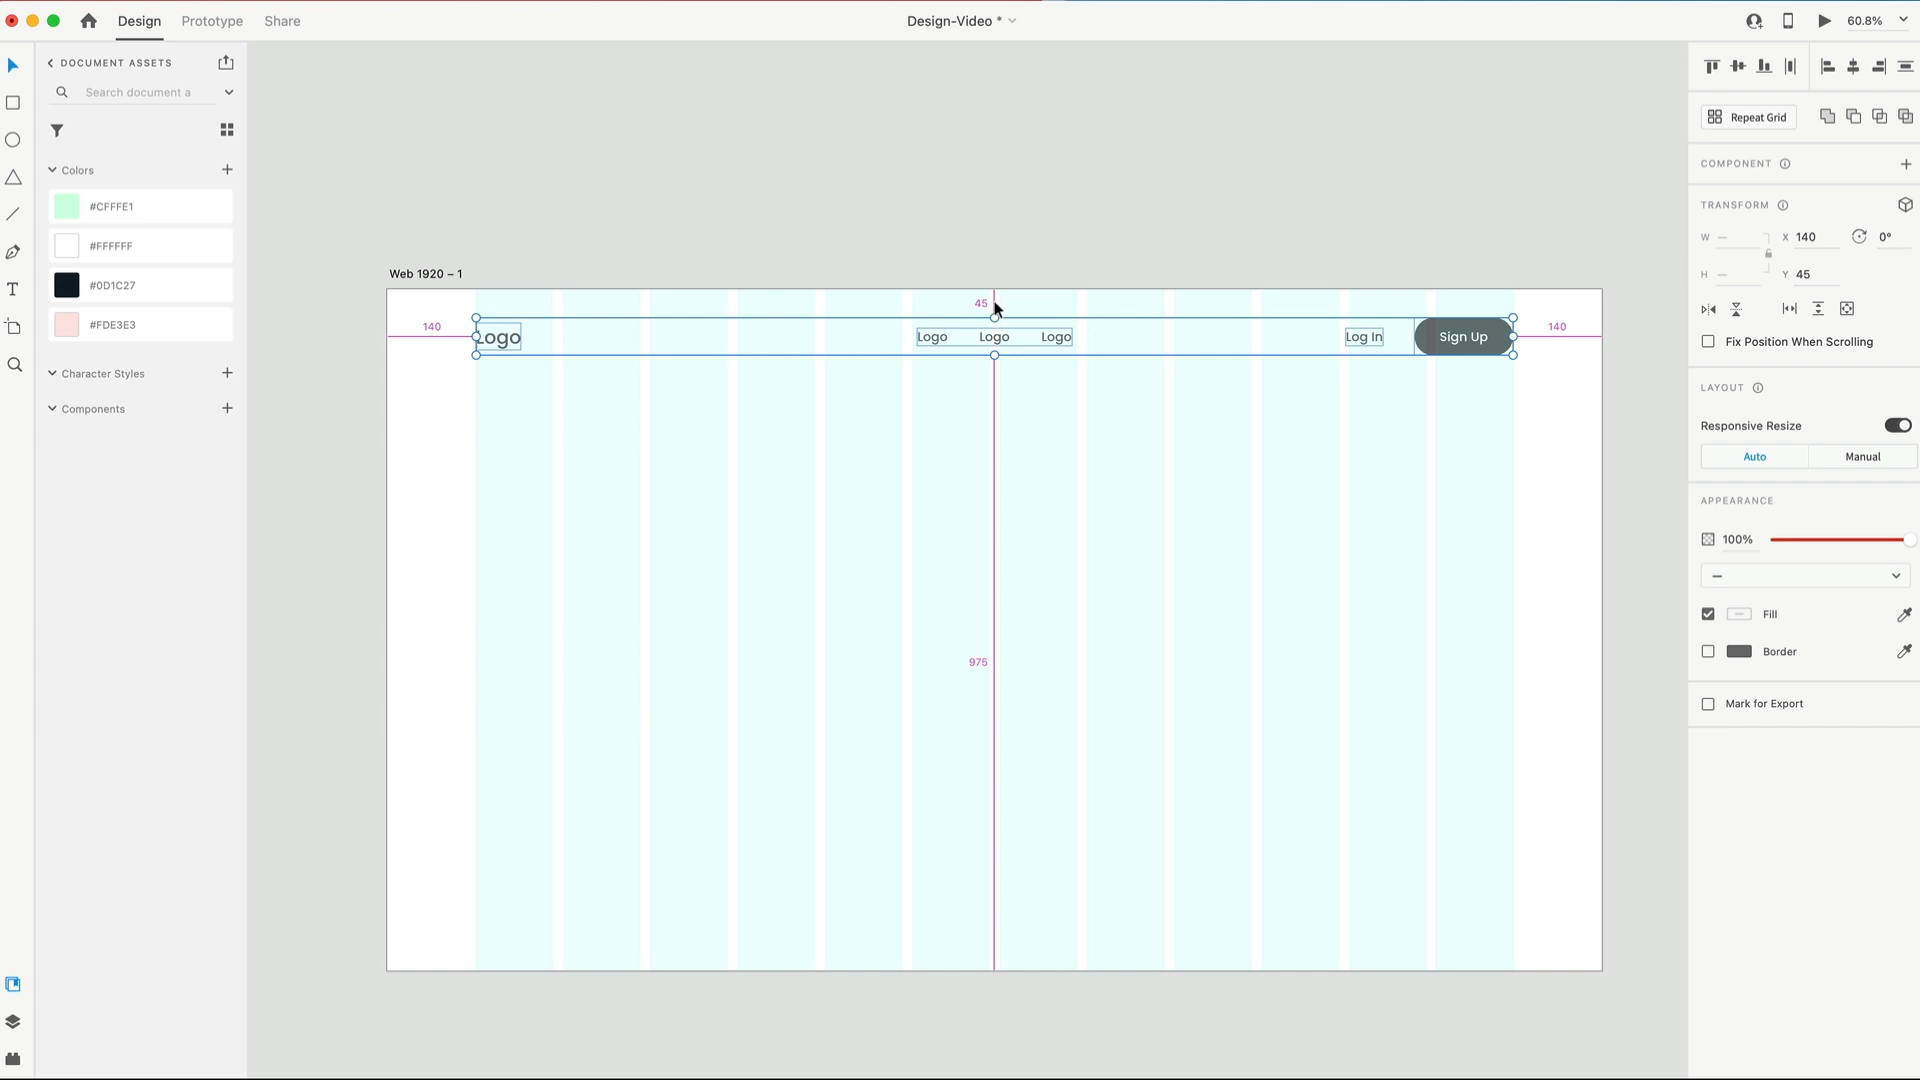 Design Prototype Share Design-Video * 60.8%
DOCUMENT ASSETS
Search document a
Colors
#CFFFE1
#FFFFFF
#0D1C27
#FDE3E3
Character Styles
Components
Web 1920 – 1
45
140
140
Logo
Logo Logo Logo
Log In
Sign Up
975
Repeat Grid
COMPONENT
TRANSFORM
W — X 140 0°
H — Y 45
Fix Position When Scrolling
LAYOUT
Responsive Resize
Auto Manual
APPEARANCE
100%
—
Fill
Border
Mark for Export